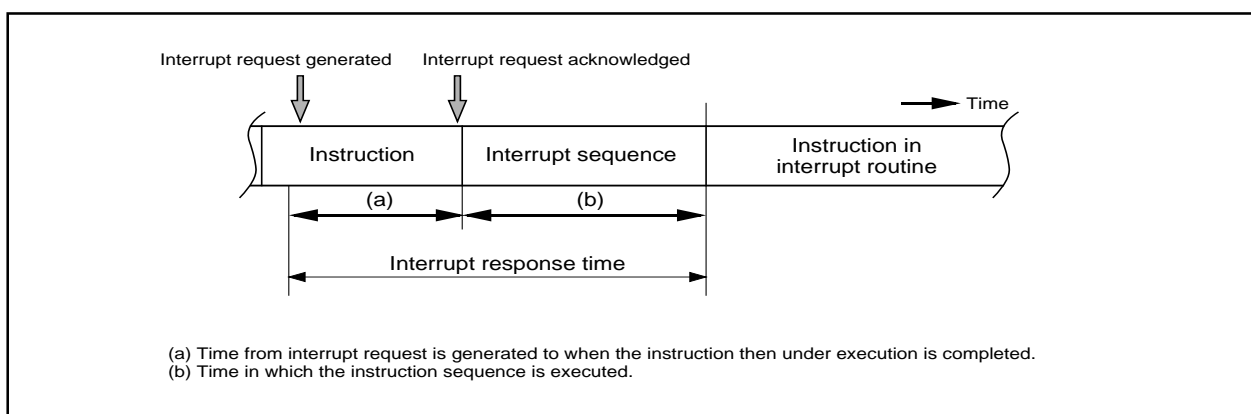 Interrupt request generated
Interrupt request acknowledged
Time
Instruction
Interrupt sequence
Instruction in
interrupt routine
(a)
(b)
Interrupt response time
(a) Time from interrupt request is generated to when the instruction then under execution is completed.
(b) Time in which the instruction sequence is executed.